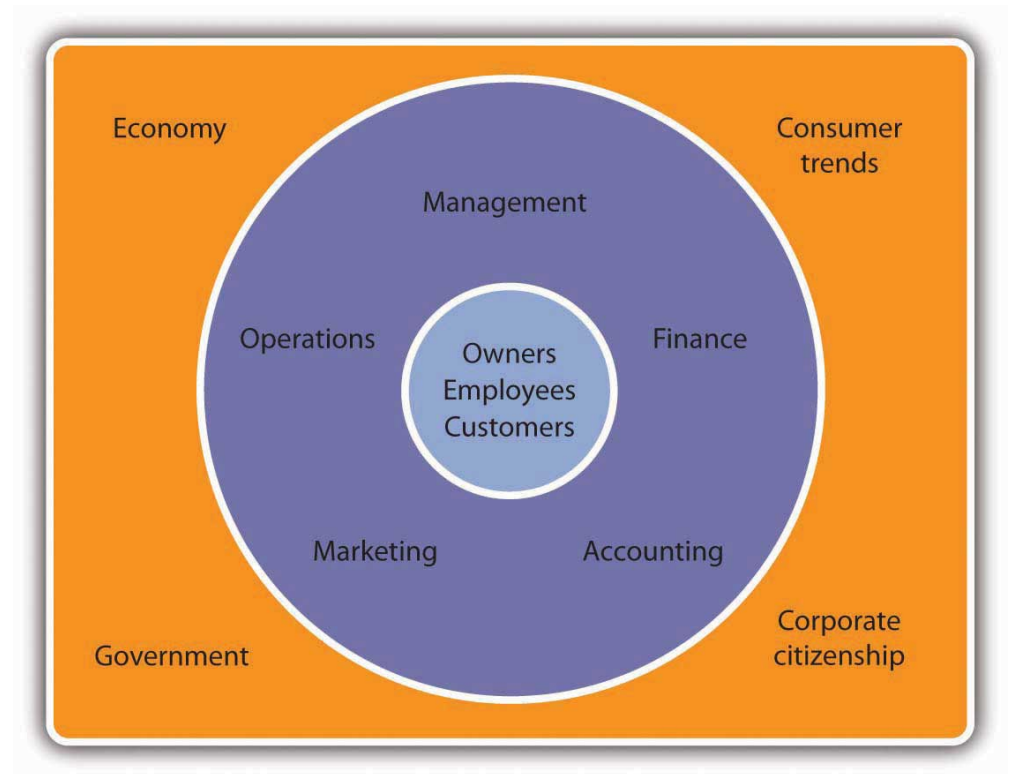 Economy
Consumer
trends
Management
Operations
Finance
Owners
Employees
Customers
Marketing
Accounting
Government
Corporate
citizenship